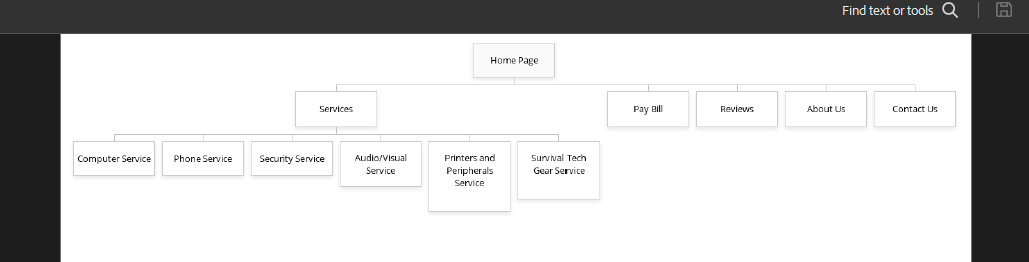 Find text or tools
Home Page
Services
Pay Bill
Reviews
About Us
Contact Us
Computer Service
Phone Service
Security Service
Audio/Visual
Service
Printers and
Peripherals
Service
Survival Tech
Gear Service